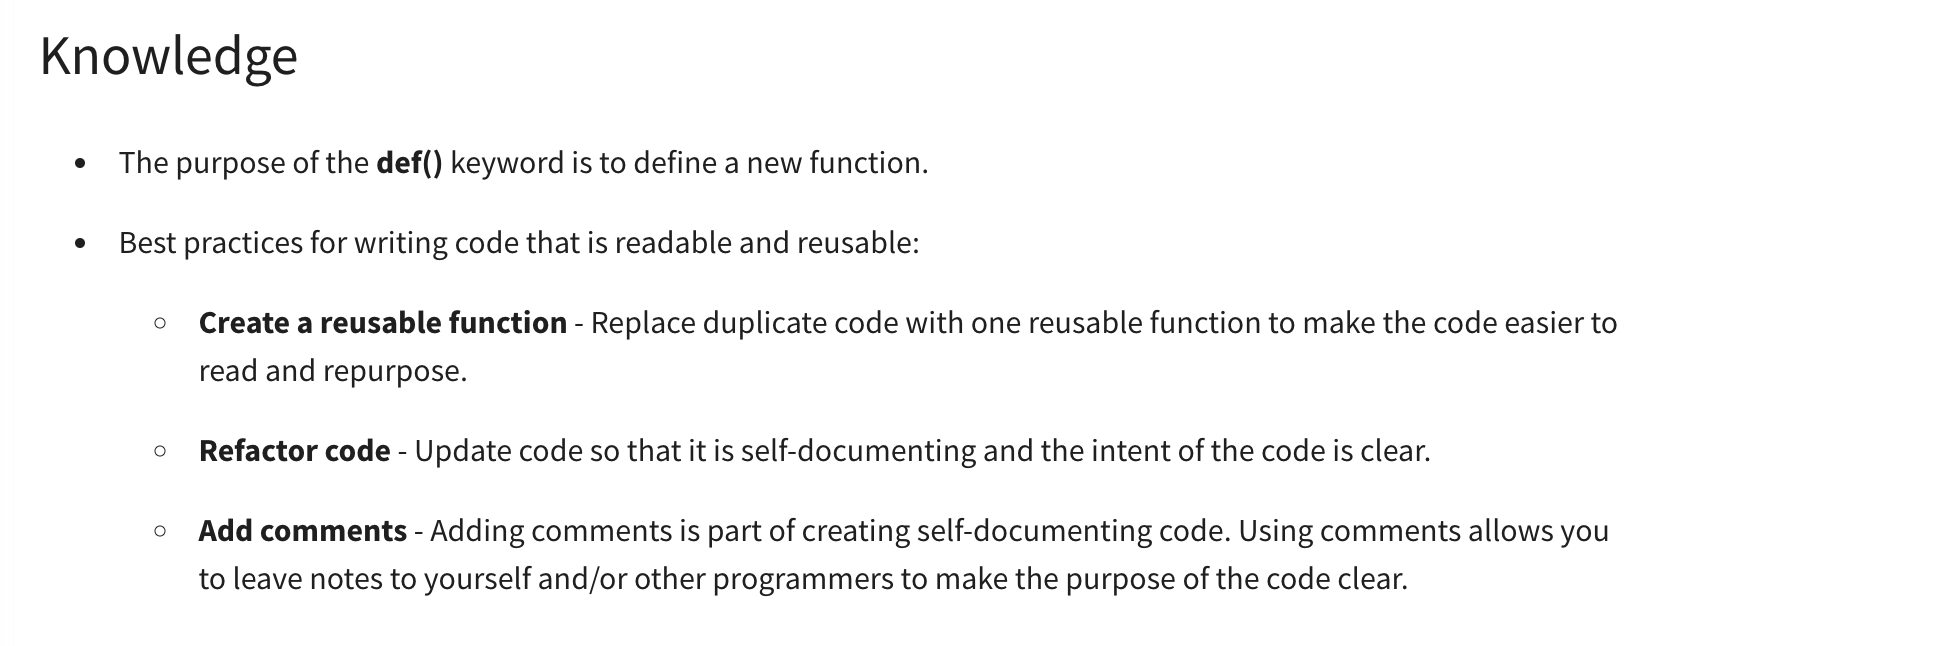 Knowledge
• The purpose of the def() keyword is to define a new function.
• Best practices for writing code that is readable and reusable:
◦ Create a reusable function - Replace duplicate code with one reusable function to make the code easier to
read and repurpose.
◦ Refactor code - Update code so that it is self-documenting and the intent of the code is clear.
◦ Add comments - Adding comments is part of creating self-documenting code. Using comments allows you
to leave notes to yourself and/or other programmers to make the purpose of the code clear.